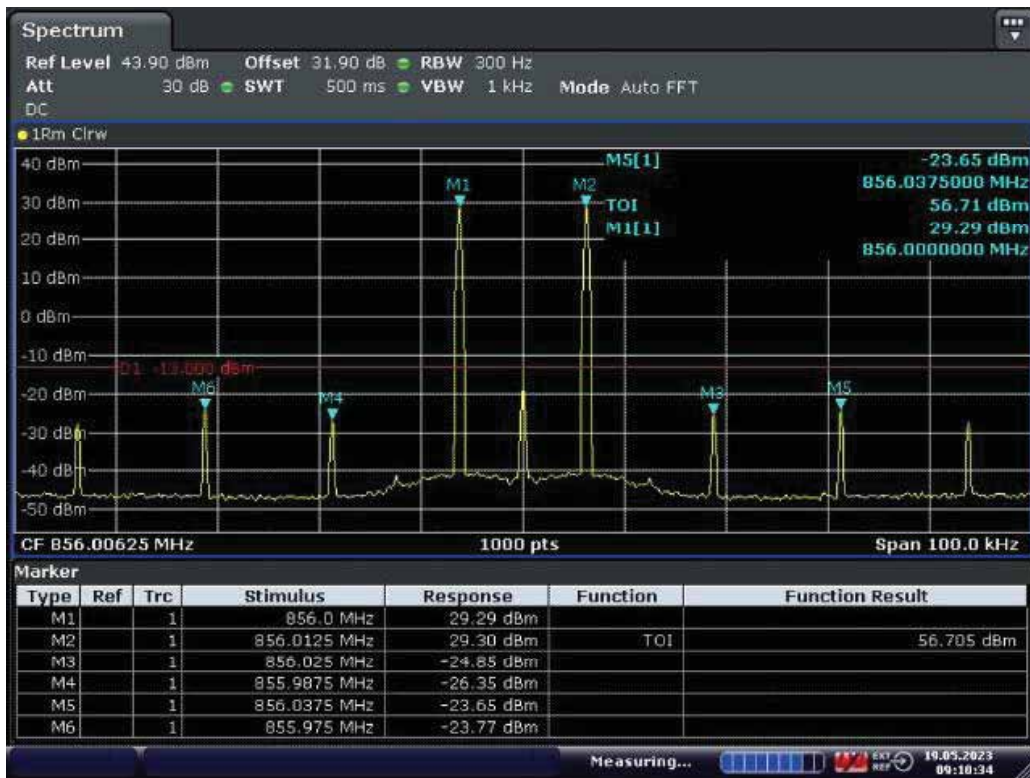 Spectrum
Ref Level 43.90 dBm Offset 31.90 dB RBW 300 Hz
Att 30 dB SWT 500 ms VBW 1 kHz Mode Auto FFT
DC
1Rm Clrw
40 dBm
30 dBm
20 dBm
10 dBm
0 dBm
-10 dBm
-20 dBm
-30 dBm
-40 dBm
-50 dBm
M5[1] -23.65 dBm
856.0375000 MHz
TOI 56.71 dBm
M1[1] 29.29 dBm
856.0000000 MHz
M1
M2
D1 -13.000 dBm
M6
M4
M3
M5
CF 856.00625 MHz 1000 pts Span 100.0 kHz
Marker
Type Ref Trc Stimulus Response Function Function Result
M1 1 856.0 MHz 29.29 dBm
M2 1 856.0125 MHz 29.30 dBm TOI 56.705 dBm
M3 1 856.025 MHz -24.85 dBm
M4 1 855.9875 MHz -26.35 dBm
M5 1 856.0375 MHz -23.65 dBm
M6 1 855.975 MHz -23.77 dBm
Measuring... EXT REF 19.05.2023
09:10:34